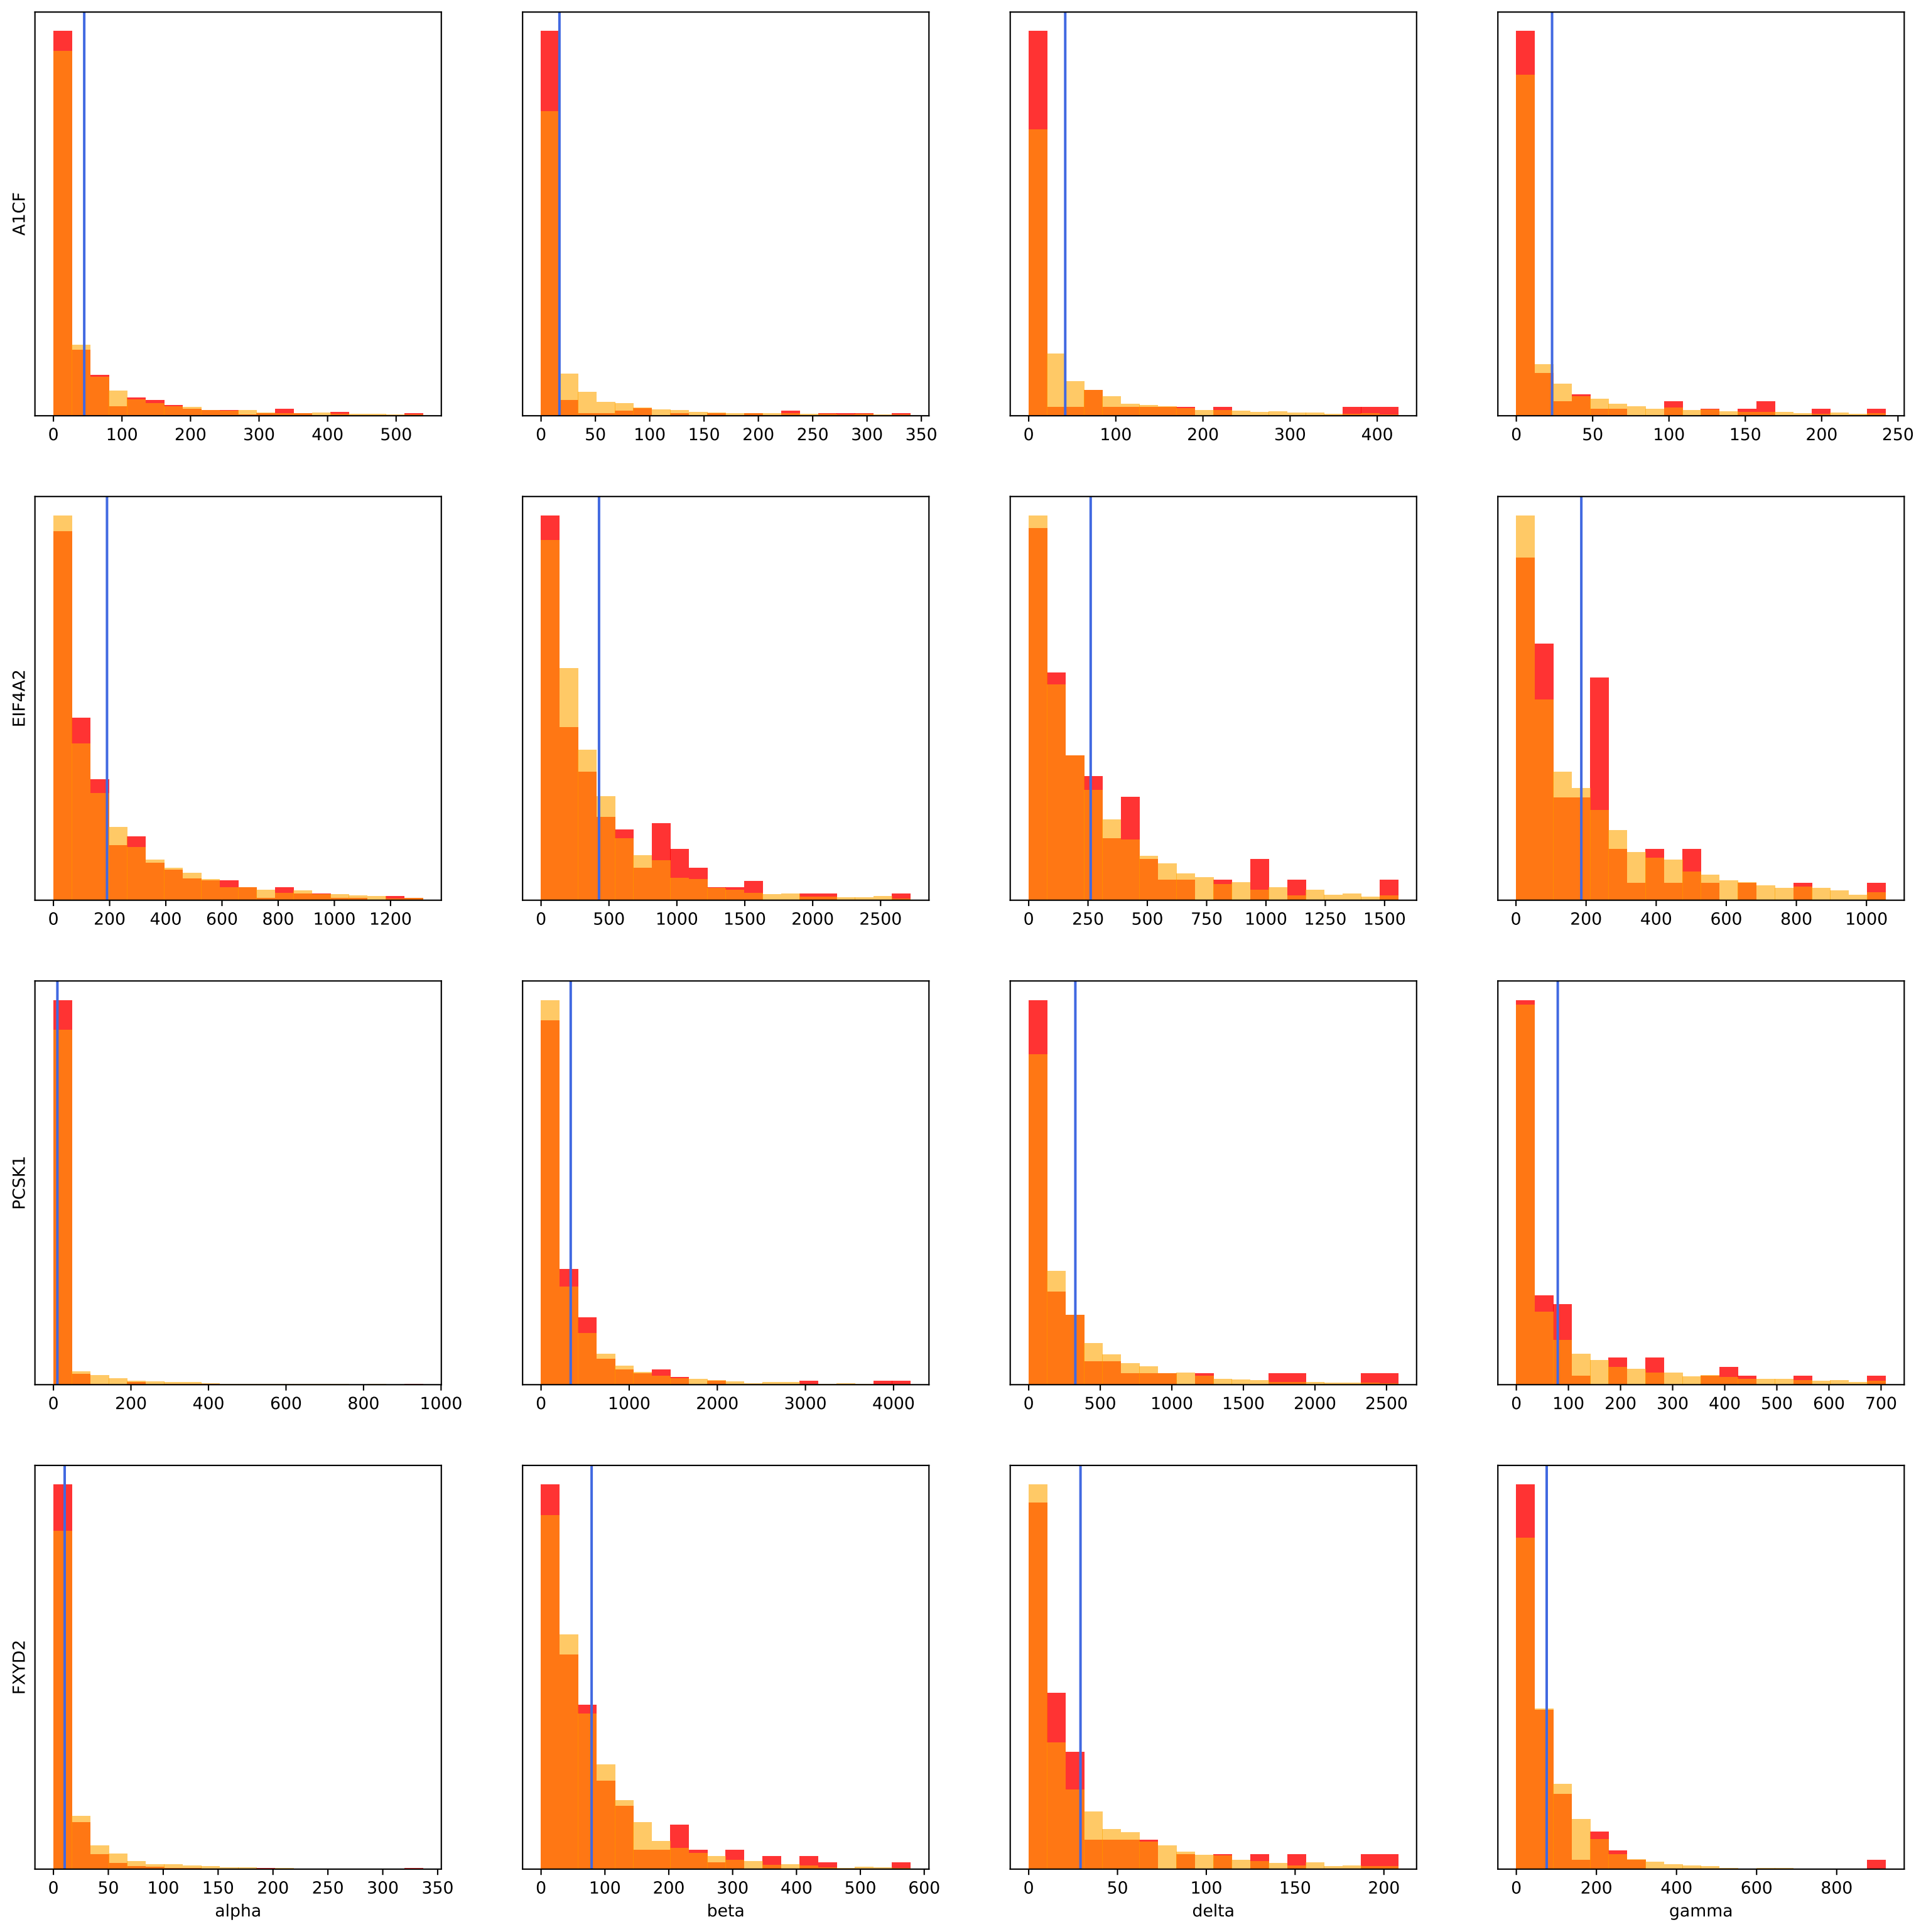 A1CF
0 100 200 300 400 500
0 50 100 150 200 250 300 350
0 100 200 300 400
0 50 100 150 200 250
EIF4A2
0 200 400 600 800 1000 1200
0 500 1000 1500 2000 2500
0 250 500 750 1000 1250 1500
0 200 400 600 800 1000
PCSK1
0 200 400 600 800 1000
0 1000 2000 3000 4000
0 500 1000 1500 2000 2500
0 100 200 300 400 500 600 700
FXYD2
0 50 100 150 200 250 300 350
0 100 200 300 400 500 600
0 50 100 150 200
0 200 400 600 800
alpha
beta
delta
gamma